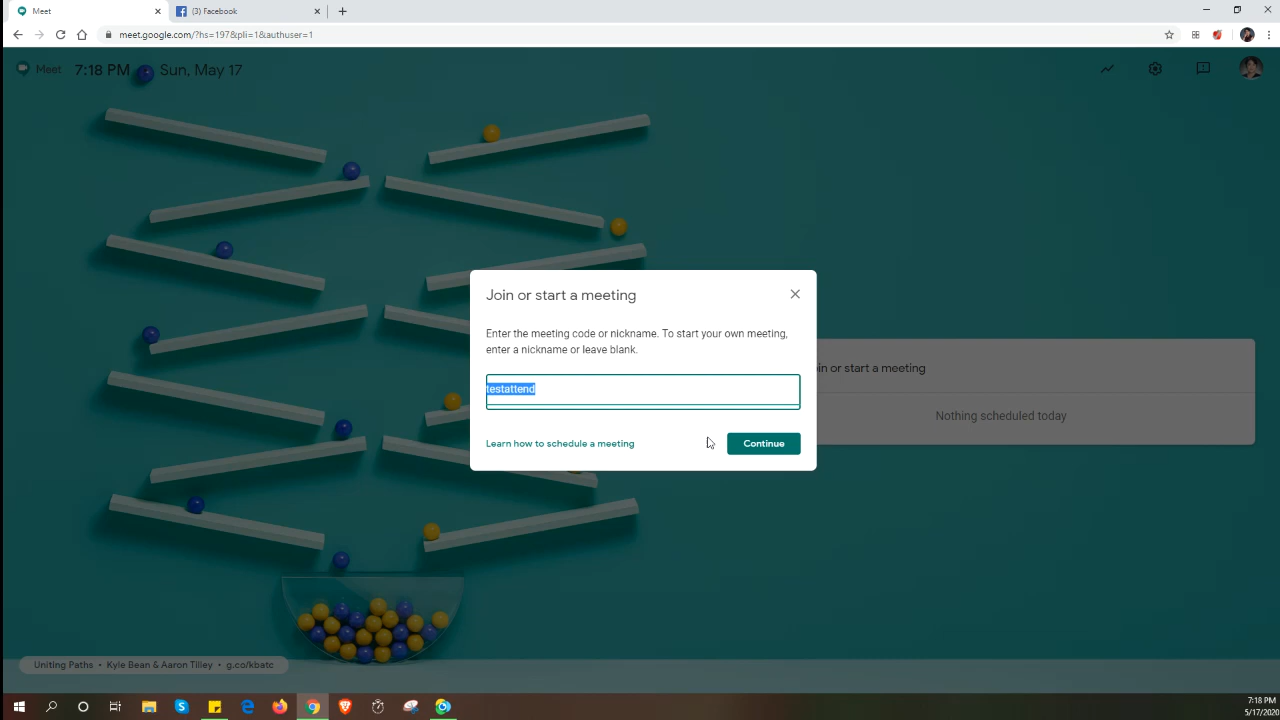 Meet
(3) Facebook
meet.google.com/?hs=197&pli=1&authuser=1
Meet 7:18 PM Sun, May 17
Join or start a meeting
Enter the meeting code or nickname. To start your own meeting,
enter a nickname or leave blank.
testattend
Learn how to schedule a meeting
Continue
in or start a meeting
Nothing scheduled today
Uniting Paths • Kyle Bean & Aaron Tilley • g.co/kbatc
7:18 PM
5/17/2020